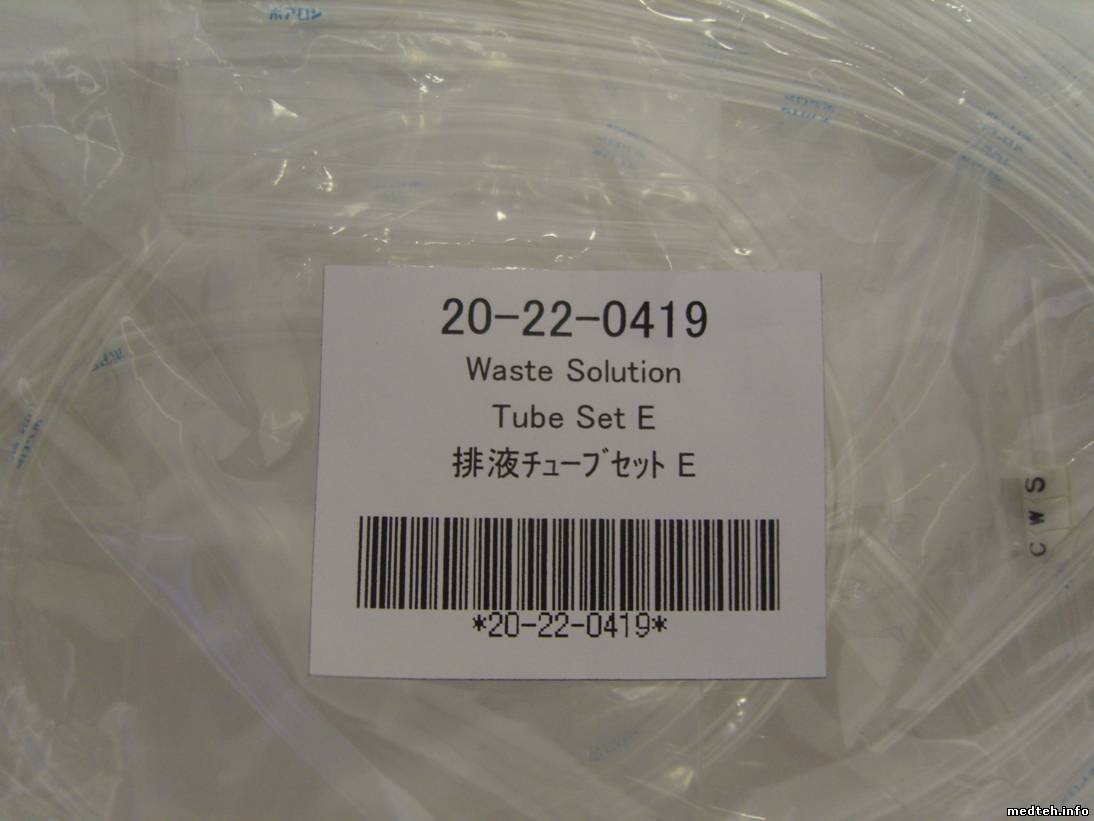 20-22-0419
Waste Solution
Tube Set E
排液ﾁｭｰﾌﾞｾｯﾄ E
*20-22-0419*
C W S
medteh.info